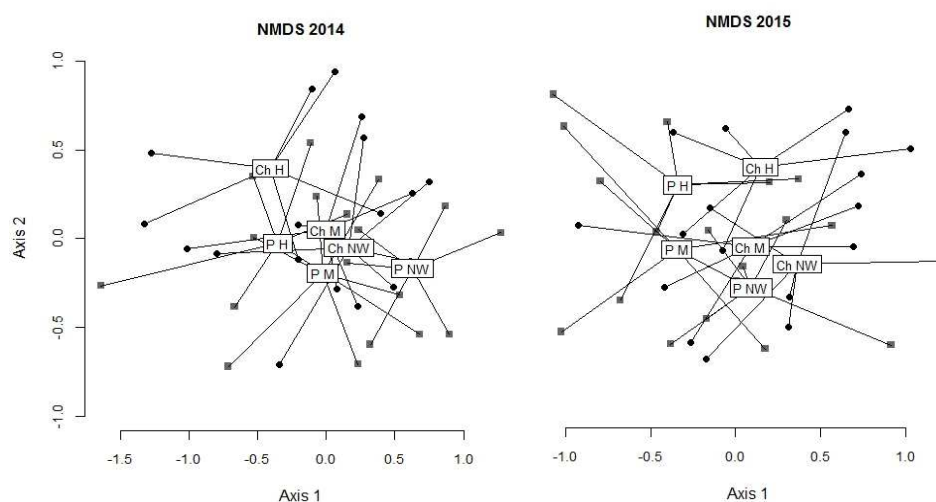 NMDS 2014
NMDS 2015
1.0
0.5
0.0
-0.5
-1.0
Axis 2
Ch H
Ch M
P H
Ch NW
P M
P NW
-1.5
-1.0
-0.5
0.0
0.5
1.0
Axis 1
Ch H
P H
P M
Ch M
Ch NW
P NW
-1.0
-0.5
0.0
0.5
1.0
Axis 1